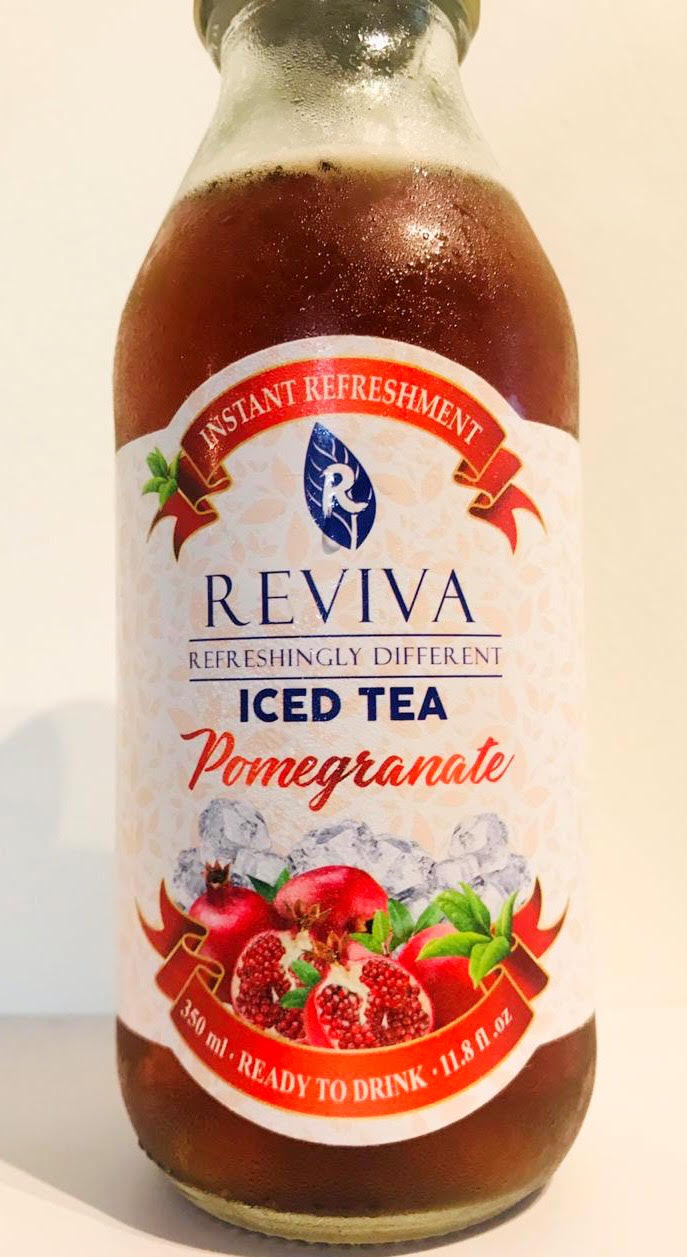 INSTANT REFRESHMENT
R
REVIVA
REFRESHINGLY DIFFERENT
ICED TEA
Pomegranate
350 ml · READY TO DRINK · 11.8 fl .oz